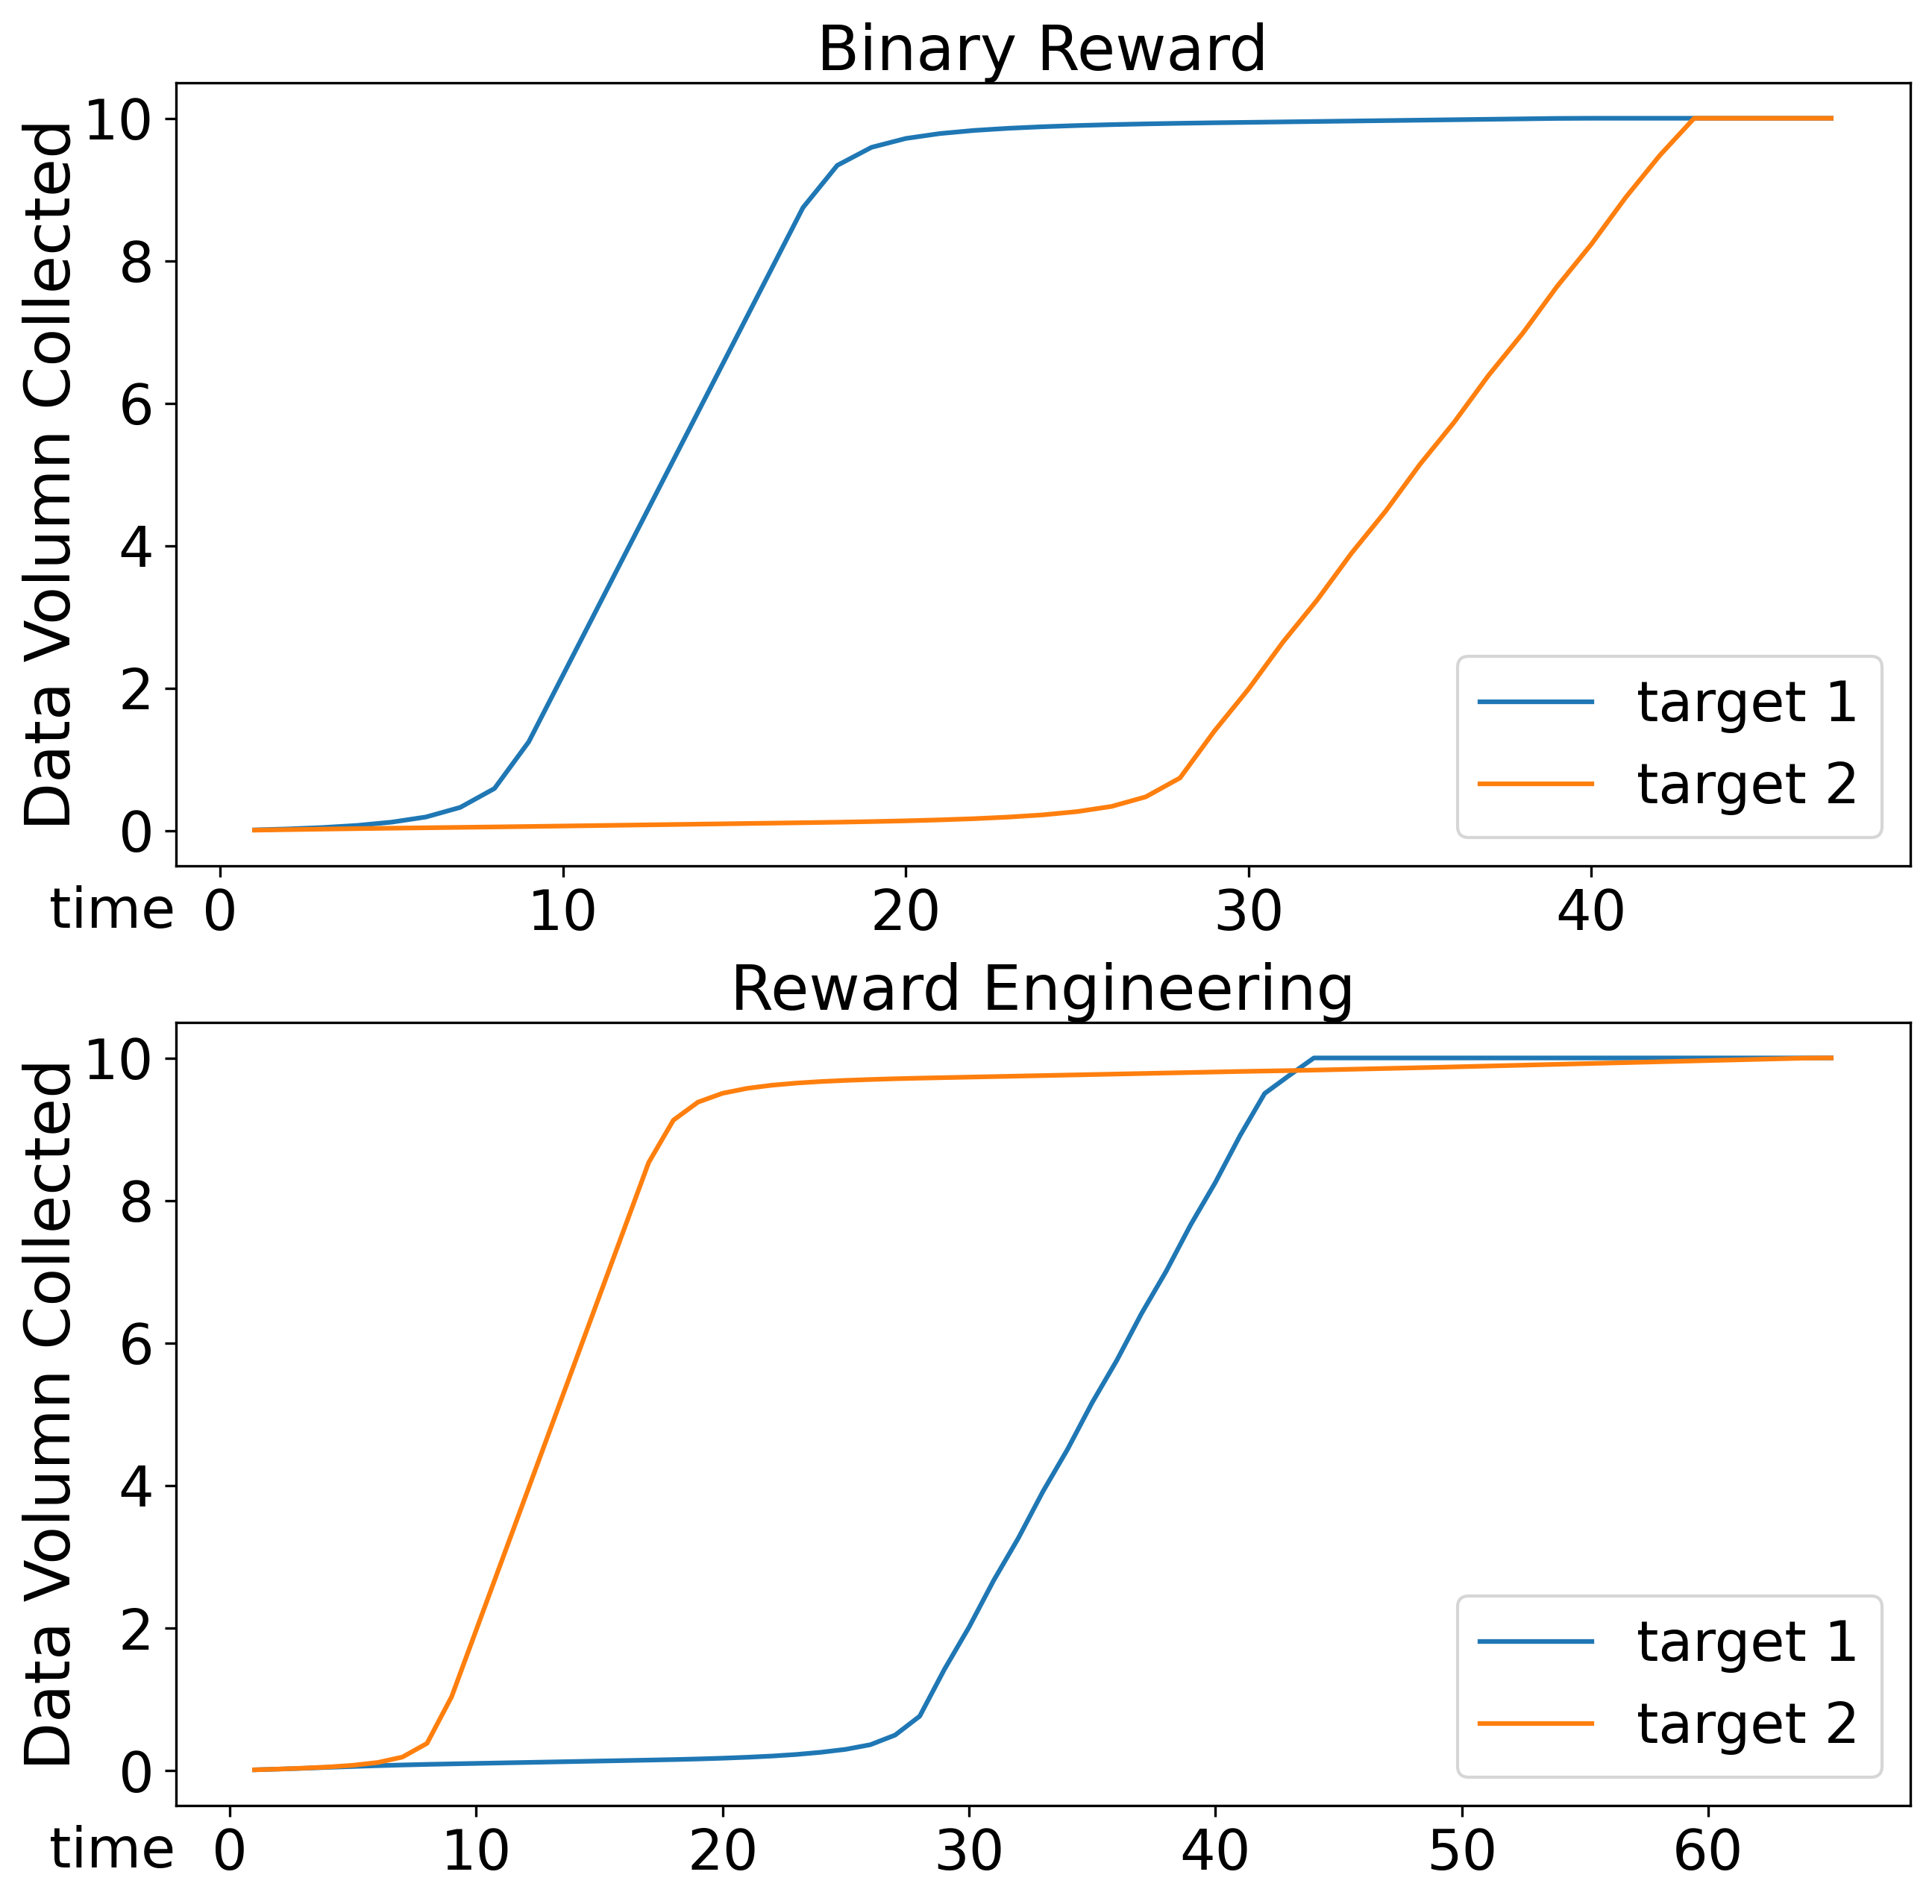 Binary Reward
Data Volumn Collected
10
8
6
4
2
0
target 1
target 2
time 0 10 20 30 40
Reward Engineering
Data Volumn Collected
10
8
6
4
2
0
target 1
target 2
time 0 10 20 30 40 50 60